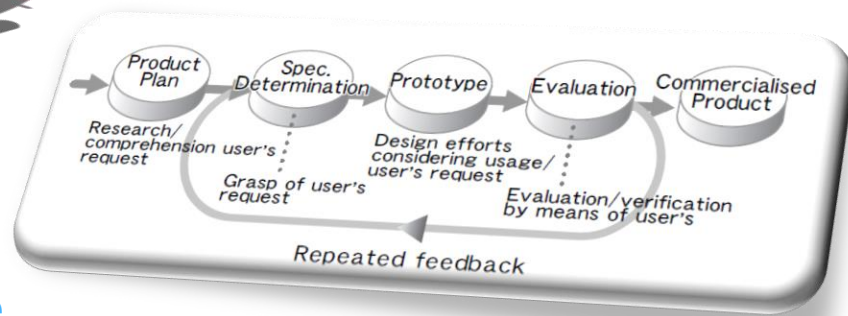 Product
Plan
Spec.
Determination
Prototype
Evaluation
Commercialised
Product
Research/
comprehension user's
request
Grasp of user's
request
Design efforts
considering usage/
user's request
Evaluation/verification
by means of user's
Repeated feedback